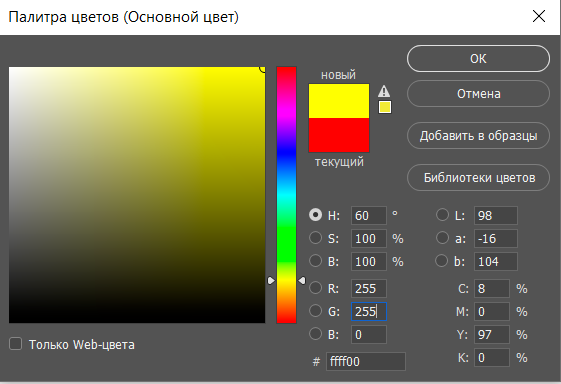 Палитра цветов (Основной цвет)
новый
текущий
OK
Отмена
Добавить в образцы
Библиотеки цветов
H: 60 °
S: 100 %
B: 100 %
R: 255
G: 255
B: 0
# ffff00
L: 98
a: -16
b: 104
C: 8 %
M: 0 %
Y: 97 %
K: 0 %
Только Web-цвета